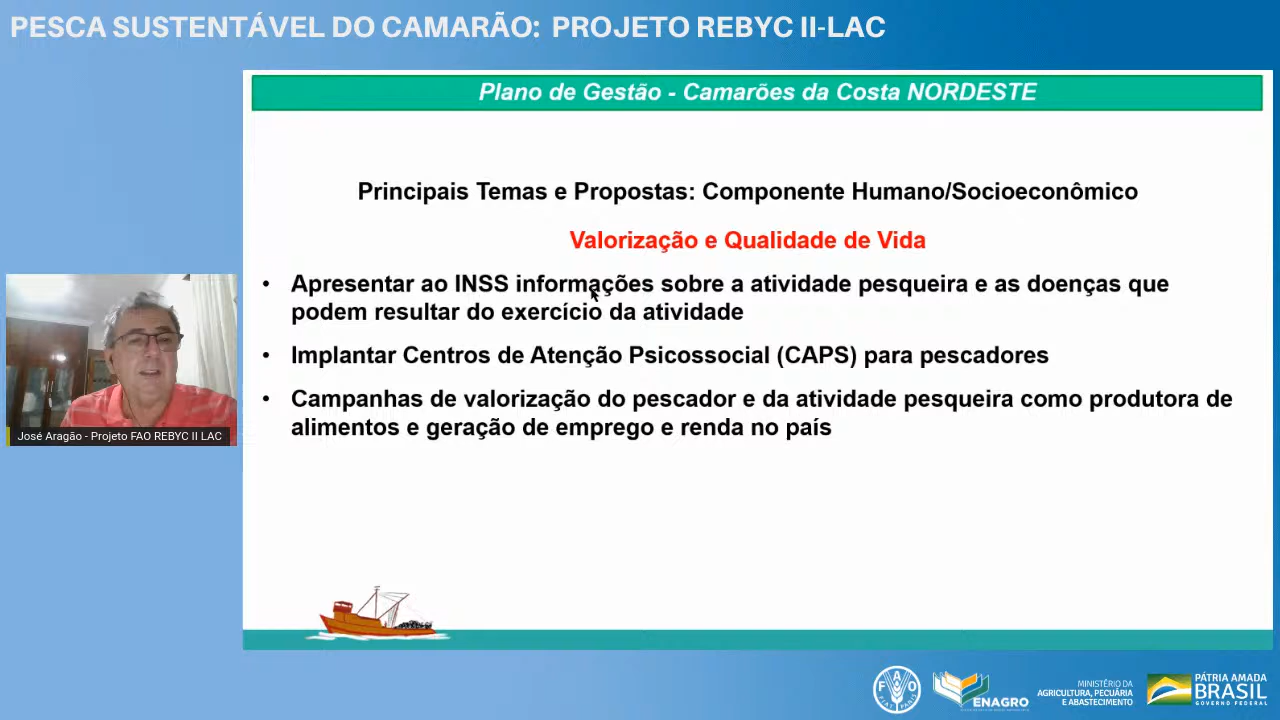 PESCA SUSTENTÁVEL DO CAMARÃO: PROJETO REBYC II-LAC
Plano de Gestão - Camarões da Costa NORDESTE
Principais Temas e Propostas: Componente Humano/Socioeconômico
Valorização e Qualidade de Vida
• Apresentar ao INSS informações sobre a atividade pesqueira e as doenças que
podem resultar do exercício da atividade
• Implantar Centros de Atenção Psicossocial (CAPS) para pescadores
• Campanhas de valorização do pescador e da atividade pesqueira como produtora de
alimentos e geração de emprego e renda no país
José Aragão - Projeto FAO REBYC II LAC
FAO
FIAT PANIS
ENAGRO
MINISTÉRIO DA
AGRICULTURA, PECUÁRIA
E ABASTECIMENTO
PÁTRIA AMADA
BRASIL
GOVERNO FEDERAL